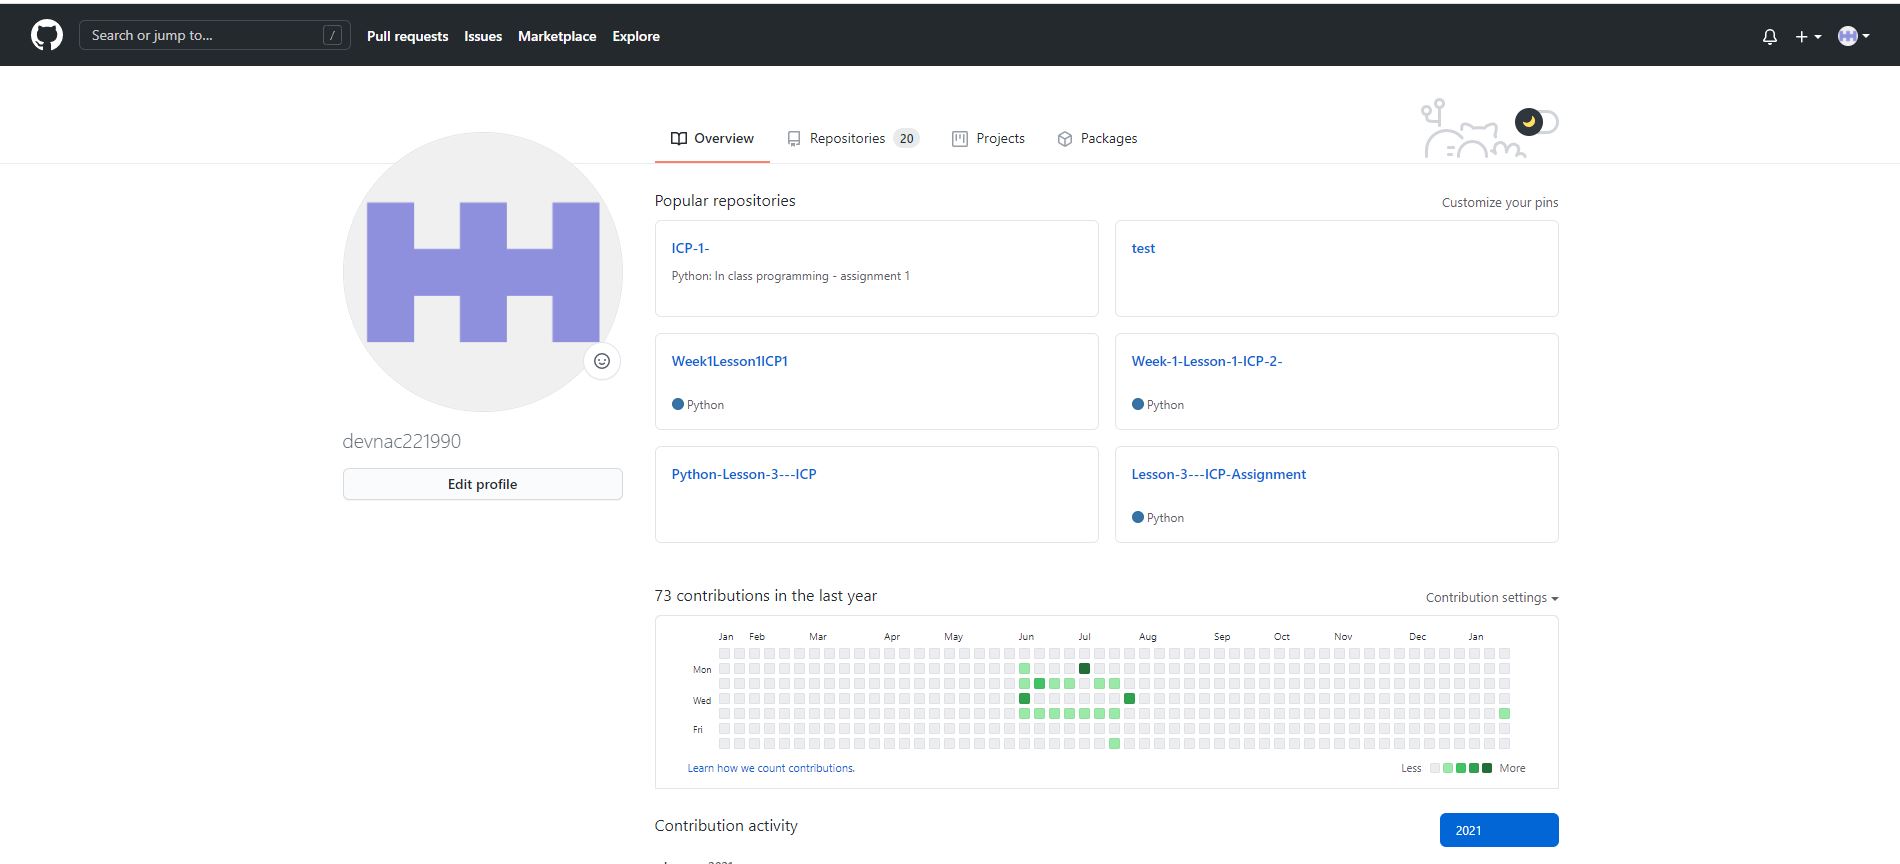 Search or jump to... /
Pull requests Issues Marketplace Explore
Overview Repositories 20 Projects Packages
devnac221990
Edit profile
Popular repositories Customize your pins
ICP-1-
Python: In class programming - assignment 1
test
Week1Lesson1ICP1
Python
Week-1-Lesson-1-ICP-2-
Python
Python-Lesson-3---ICP
Lesson-3---ICP-Assignment
Python
73 contributions in the last year Contribution settings
Jan Feb Mar Apr May Jun Jul Aug Sep Oct Nov Dec Jan
Mon
Wed
Fri
Learn how we count contributions. Less More
Contribution activity 2021